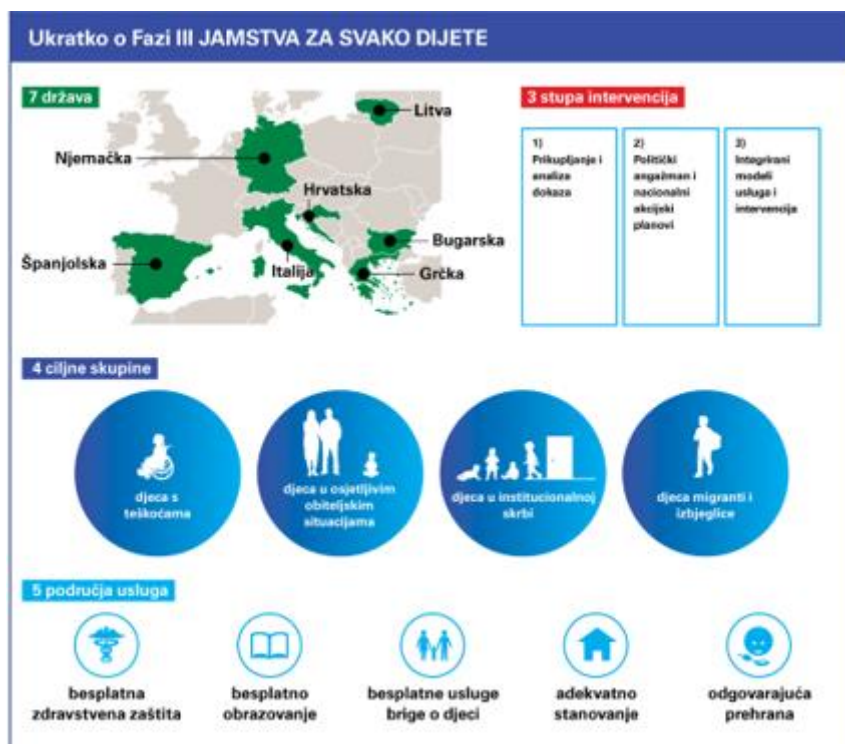 Ukratko o Fazi III JAMSTVA ZA SVAKO DIJETE
7 država
Litva
Njemačka
Hrvatska
Bugarska
Španjolska
Italija
Grčka
3 stupa intervencija
1)
Prikupljanje i
analiza
dokaza
2)
Politički
angažman i
nacionalni
akcijski
planovi
3)
Integrirani
modeli
usluga i
intervencija
4 ciljne skupine
djeca s
teškoćama
djeca u osjetljivim
obiteljskim
situacijama
djeca u institucionalnoj
skrbi
djeca migranti i
izbjeglice
5 područja usluga
besplatna
zdravstvena zaštita
besplatno
obrazovanje
besplatne usluge
brige o djeci
adekvatno
stanovanje
odgovarajuća
prehrana